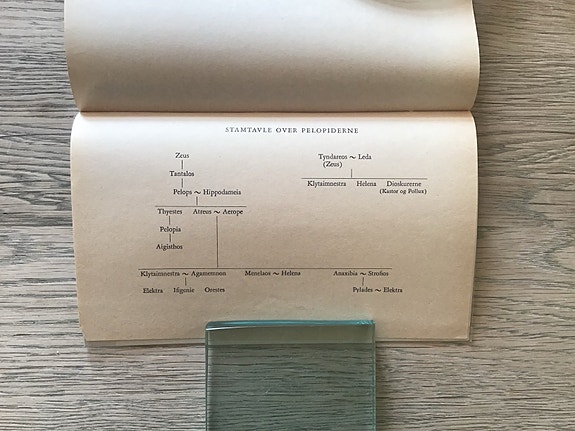 STAMTAVLE OVER PELOPIDERNE
Zeus
Tantalos
Pelops ~ Hippodameia
Thyestes Atreus ~ Aerope
Pelopia
Aigisthos
Tyndareos ~ Leda
(Zeus)
Klytaimnestra Helena Dioskurerne
(Kastor og Pollux)
Klytaimnestra ~ Agamemnon Menelaos ~ Helena Anaxibia ~ Strofios
Elektra Ifigenie Orestes Pylades ~ Elektra